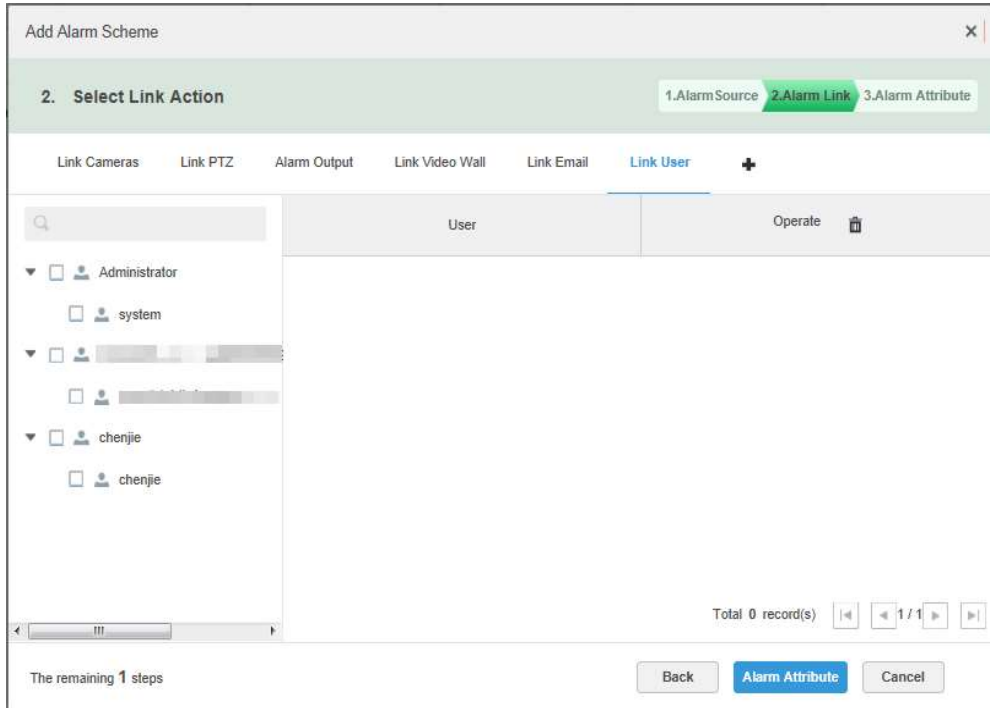 Add Alarm Scheme
2. Select Link Action
1.Alarm Source 2.Alarm Link 3.Alarm Attribute
Link Cameras Link PTZ Alarm Output Link Video Wall Link Email Link User
User Operate
Administrator
system
chenjie
chenjie
Total 0 record(s) 1 / 1
The remaining 1 steps Back Alarm Attribute Cancel